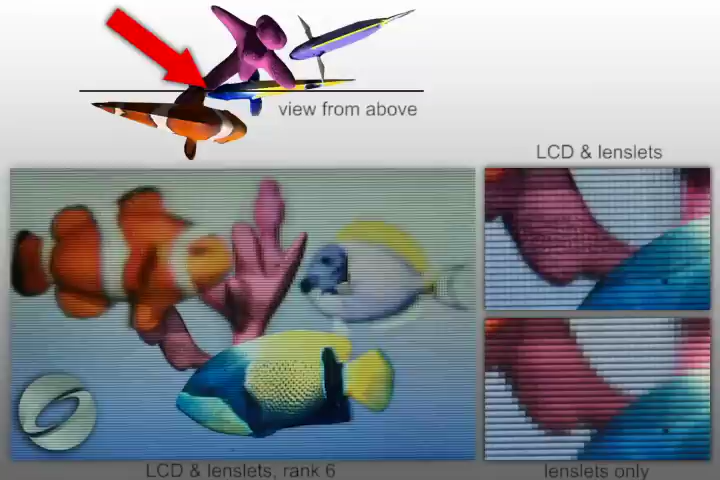 view from above
LCD & lenslets
LCD & lenslets, rank 6
lenslets only